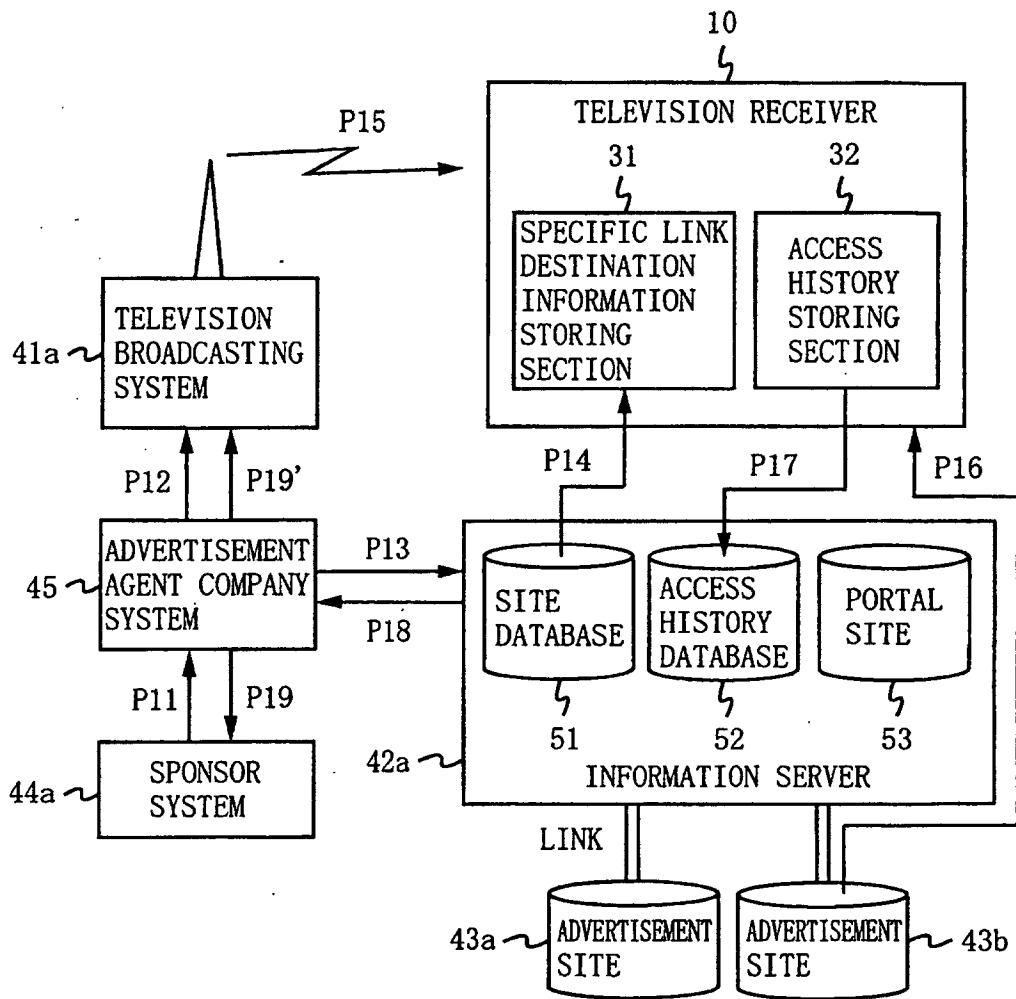 10
P15
TELEVISION RECEIVER
31
32
SPECIFIC LINK
DESTINATION
INFORMATION
STORING
SECTION
ACCESS
HISTORY
STORING
SECTION
41a
TELEVISION
BROADCASTING
SYSTEM
P12
P19'
P14
P17
P16
45
ADVERTISEMENT
AGENT COMPANY
SYSTEM
P13
P18
SITE
DATABASE
ACCESS
HISTORY
DATABASE
PORTAL
SITE
P11
P19
51
52
53
44a
SPONSOR
SYSTEM
42a
INFORMATION SERVER
LINK
43a
ADVERTISEMENT
SITE
ADVERTISEMENT
SITE
43b